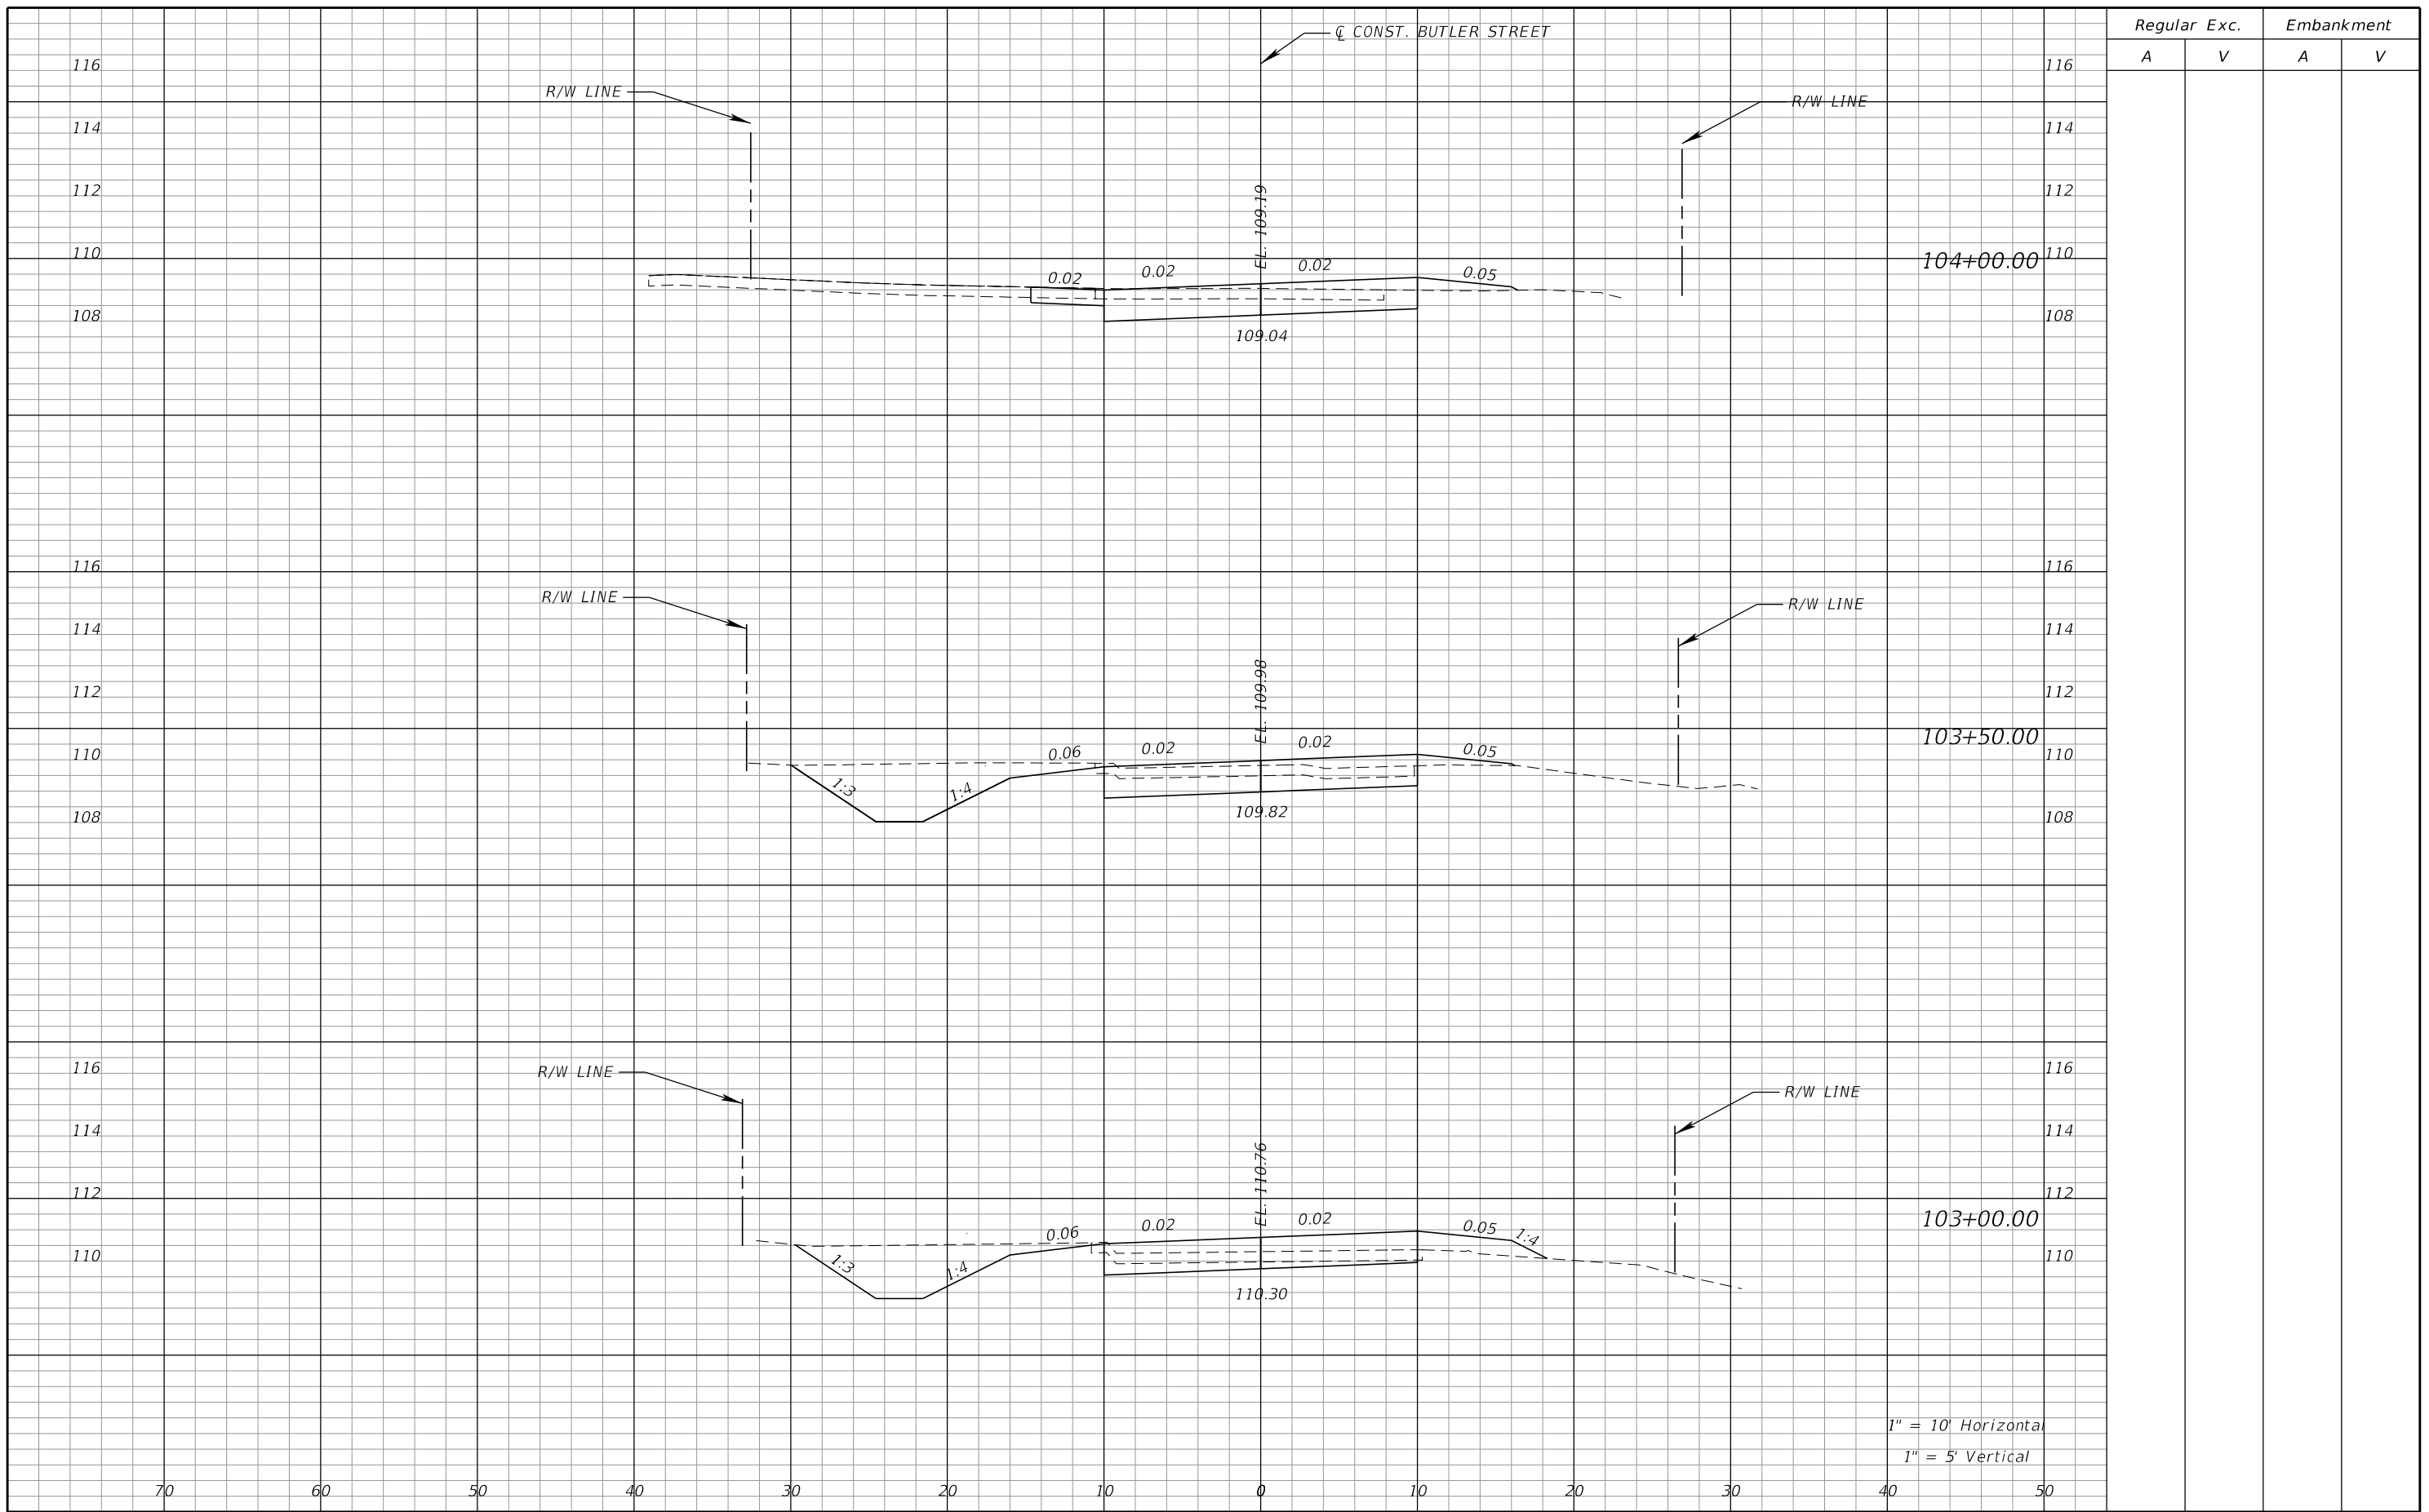 ℄ CONST. BUTLER STREET
Regular Exc. Embankment
A V A V
116 116
R/W LINE R/W LINE
114 114
112 112
EL. 109.19
110 104+00.00 110
0.02 0.02 0.02 0.05
108 108
109.04
116 116
R/W LINE R/W LINE
114 114
112 112
EL. 109.98
103+50.00
110 0.06 0.02 0.02 0.05 110
1:3 1:4
108 109.82 108
116 116
R/W LINE R/W LINE
114 114
112 112
EL. 110.76
103+00.00
0.06 0.02 0.02 0.05 1:4
110 110
1:3 1:4
110.30
1" = 10' Horizontal
1" = 5' Vertical
70 60 50 40 30 20 10 0 10 20 30 40 50